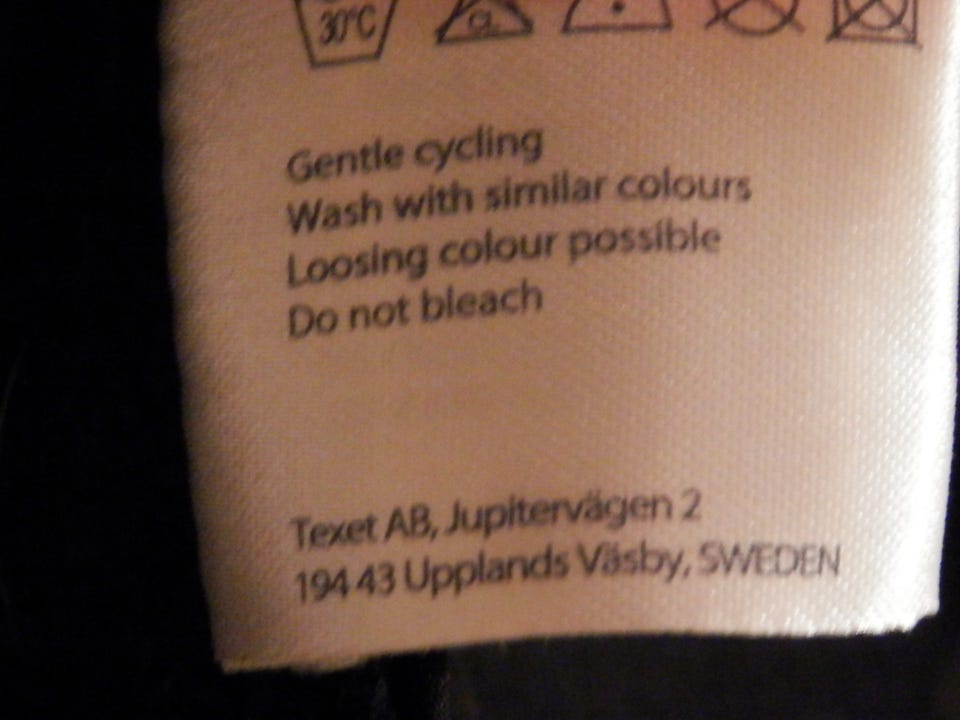 30°C
CL
Gentle cycling
Wash with similar colours
Loosing colour possible
Do not bleach
Texet AB, Jupitervägen 2
194 43 Upplands Väsby, SWEDEN